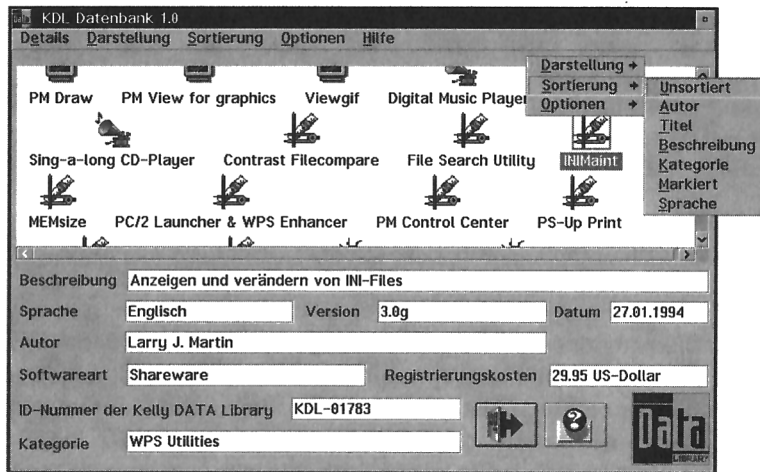 KDL Datenbank 1.0
Details Darstellung Sortierung Optionen Hilfe
Darstellung
Sortierung
Optionen
Unsortiert
Autor
Titel
Beschreibung
Kategorie
Markiert
Sprache
PM Draw PM View for graphics Viewgif Digital Music Player
Sing-a-long CD-Player Contrast Filecompare File Search Utility INIMaint
MEMsize PC/2 Launcher & WPS Enhancer PM Control Center PS-Up Print
Beschreibung Anzeigen und verändern von INI-Files
Sprache Englisch Version 3.0g Datum 27.01.1994
Autor Larry J. Martin
Softwareart Shareware Registrierungskosten 29.95 US-Dollar
ID-Nummer der Kelly DATA Library KDL-01783
Kategorie WPS Utilities
Data
LIBRARY